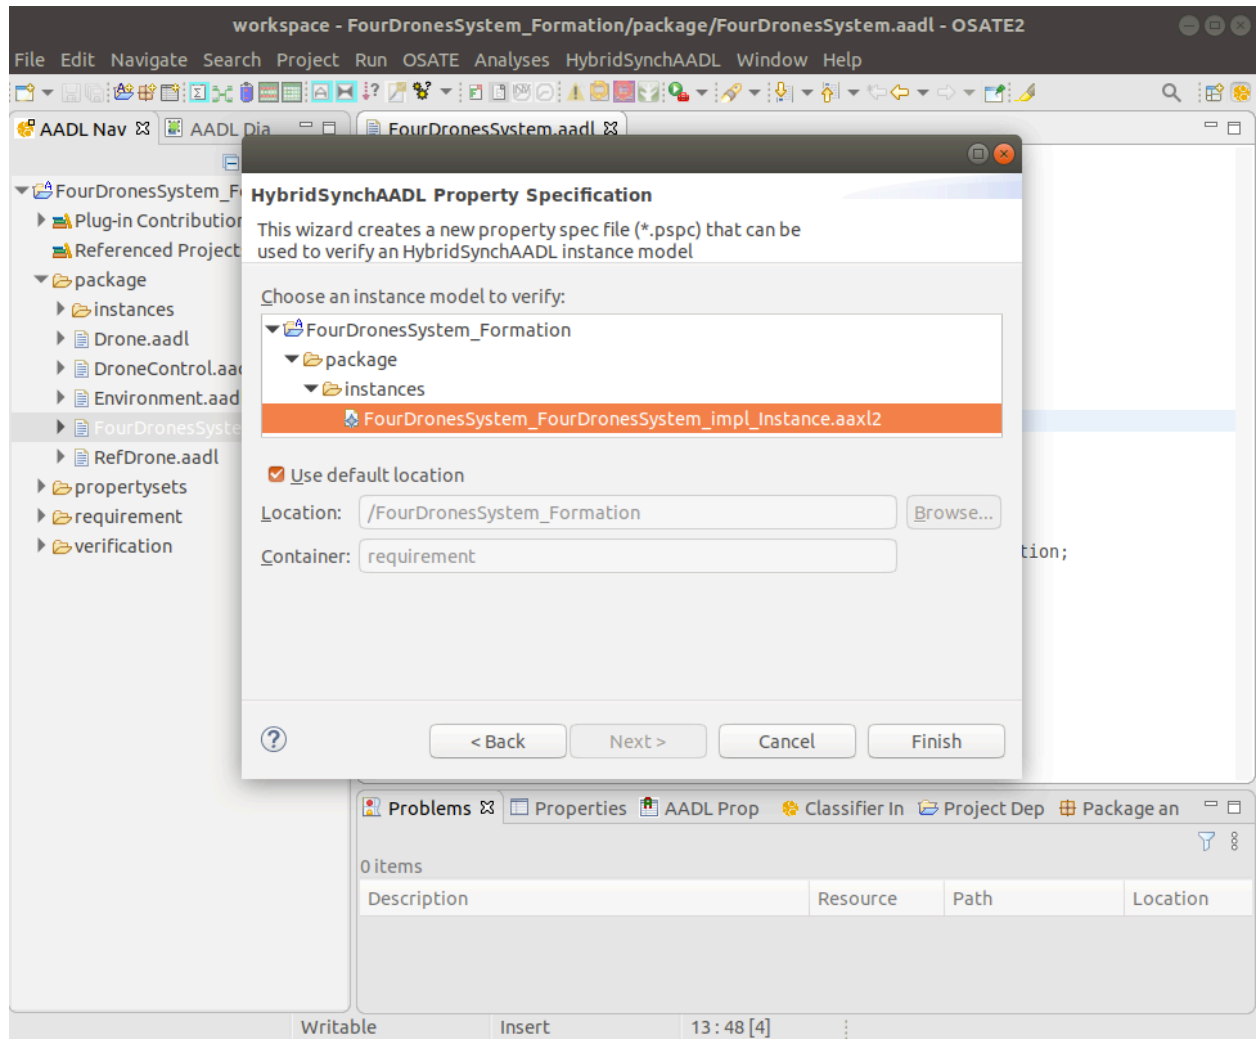 workspace - FourDronesSystem_Formation/package/FourDronesSystem.aadl - OSATE2
File Edit Navigate Search Project Run OSATE Analyses HybridSynchAADL Window Help
AADL Nav AADL Dia FourDronesSystem.aadl
HybridSynchAADL Property Specification
This wizard creates a new property spec file (*.pspc) that can be
used to verify an HybridSynchAADL instance model
Choose an instance model to verify:
FourDronesSystem_Formation
package
instances
FourDronesSystem_FourDronesSystem_impl_Instance.aaxl2
Use default location
Location: /FourDronesSystem_Formation Browse...
Container: requirement
< Back Next > Cancel Finish
FourDronesSystem_F
Plug-in Contribution
Referenced Project
package
instances
Drone.aadl
DroneControl.aad
Environment.aad
FourDronesSyste
RefDrone.aadl
propertysets
requirement
verification
tion;
Problems Properties AADL Prop Classifier In Project Dep Package an
0 items
Description Resource Path Location
Writable Insert 13 : 48 [4]